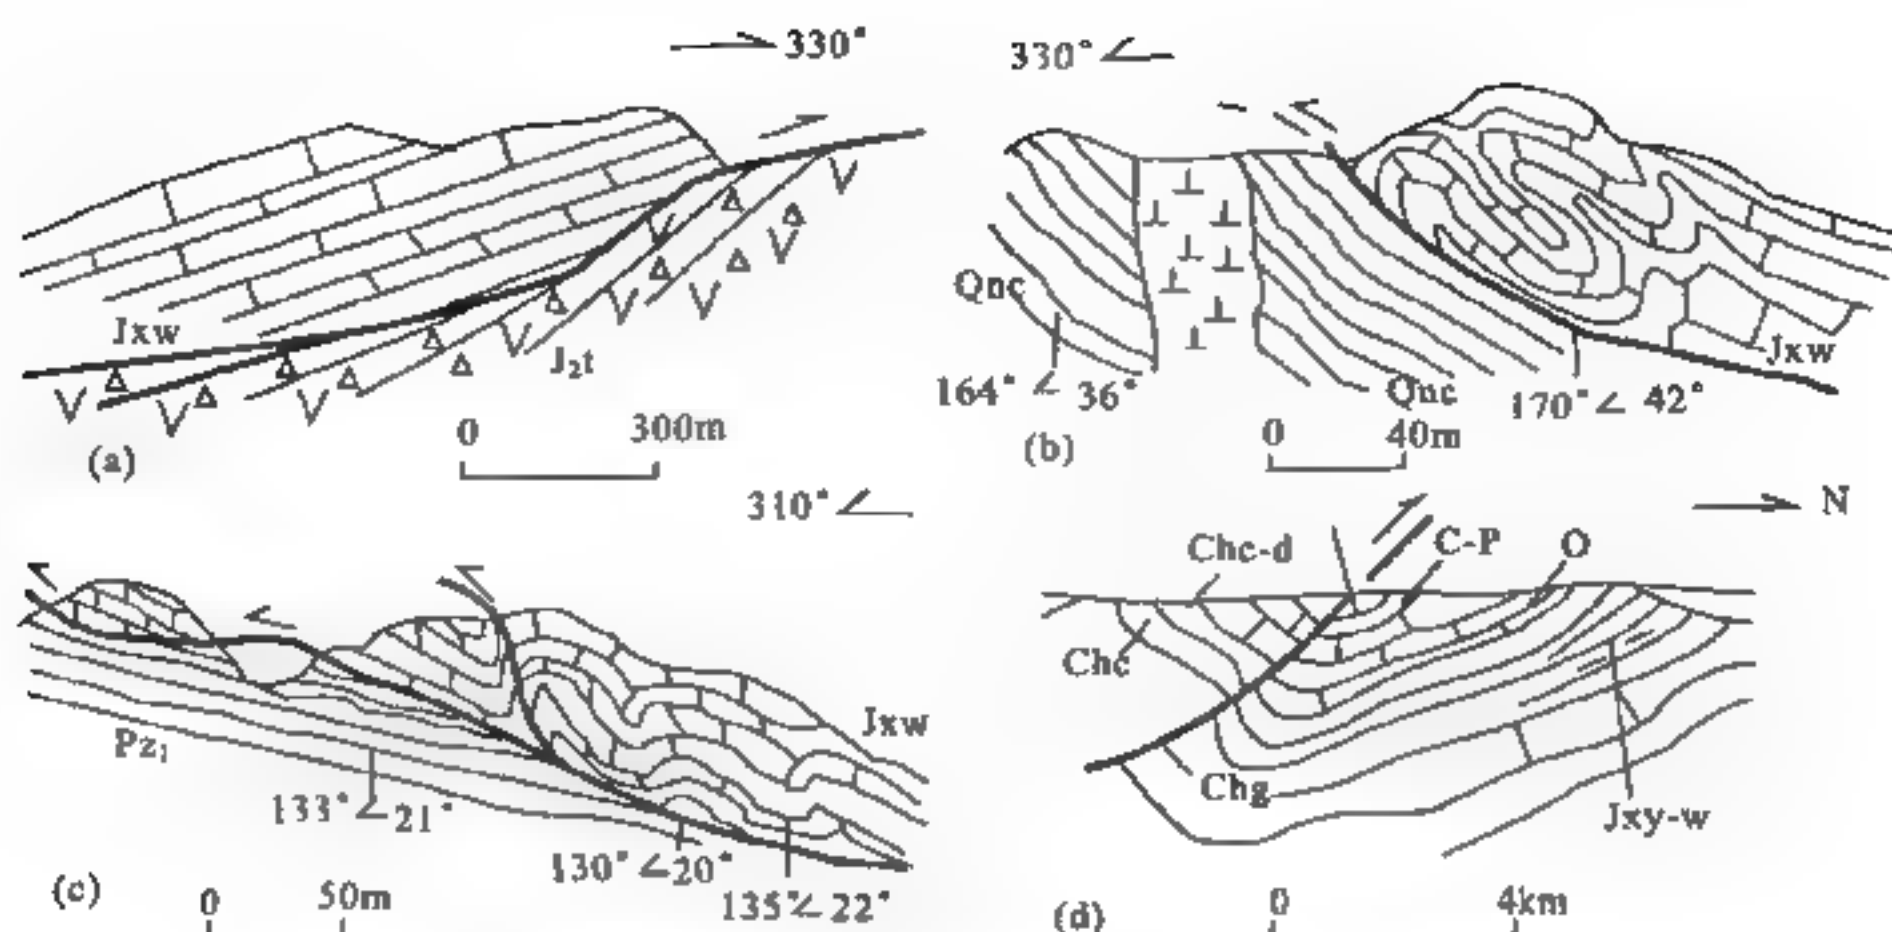 330°
Jxw
J₂t
0 300m
(a)
330°
Qnc
164°∠36°
Qnc
Jxw
170°∠42°
0 40m
(b)
310°
Pz₁
Jxw
133°∠21°
130°∠20°
135°∠22°
(c)
0 50m
N
Chc-d
C-P
O
Chc
Chg
Jxy-w
(d)
0 4km